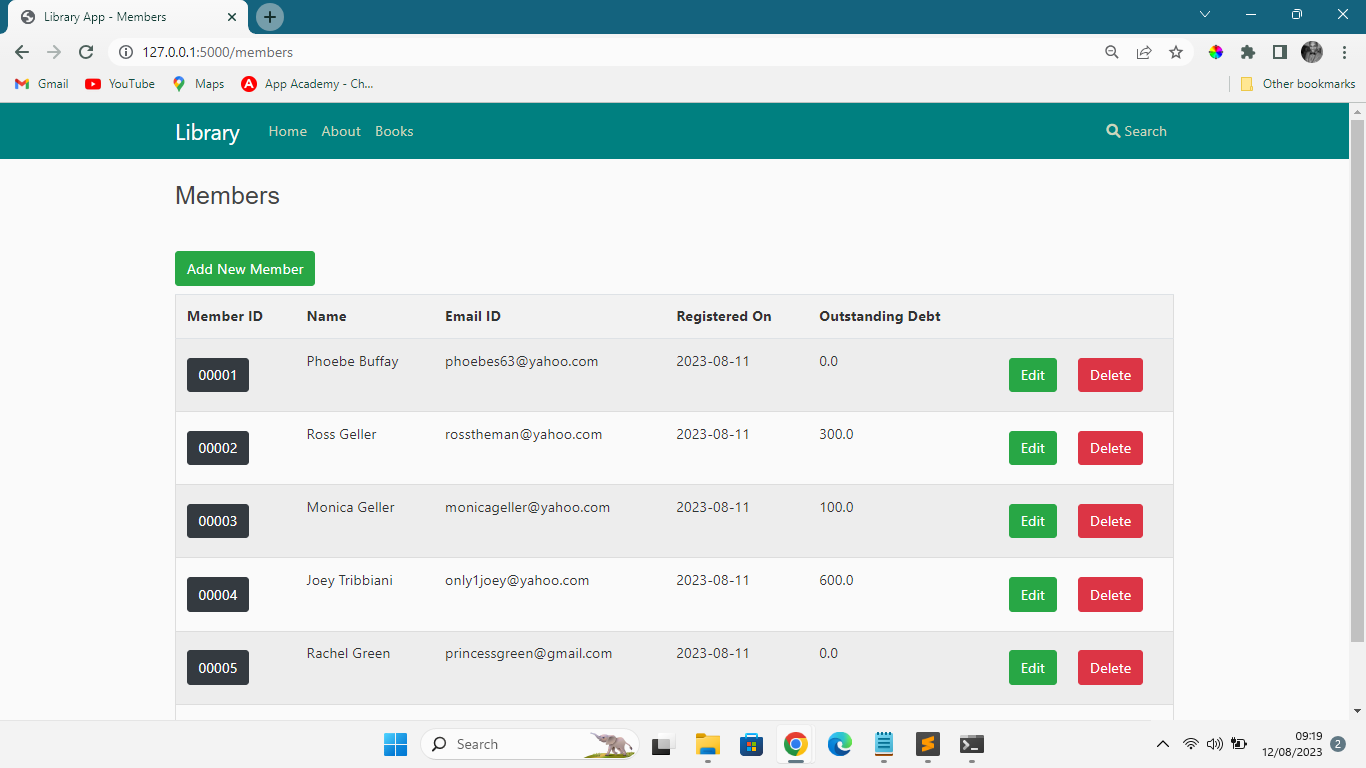 Library App - Members
127.0.0.1:5000/members
Gmail YouTube Maps App Academy - Ch... Other bookmarks
Library Home About Books Search
Members
Add New Member
Member ID Name Email ID Registered On Outstanding Debt
00001 Phoebe Buffay phoebes63@yahoo.com 2023-08-11 0.0 Edit Delete
00002 Ross Geller rosstheman@yahoo.com 2023-08-11 300.0 Edit Delete
00003 Monica Geller monicageller@yahoo.com 2023-08-11 100.0 Edit Delete
00004 Joey Tribbiani only1joey@yahoo.com 2023-08-11 600.0 Edit Delete
00005 Rachel Green princessgreen@gmail.com 2023-08-11 0.0 Edit Delete
Search 09:19
12/08/2023 2